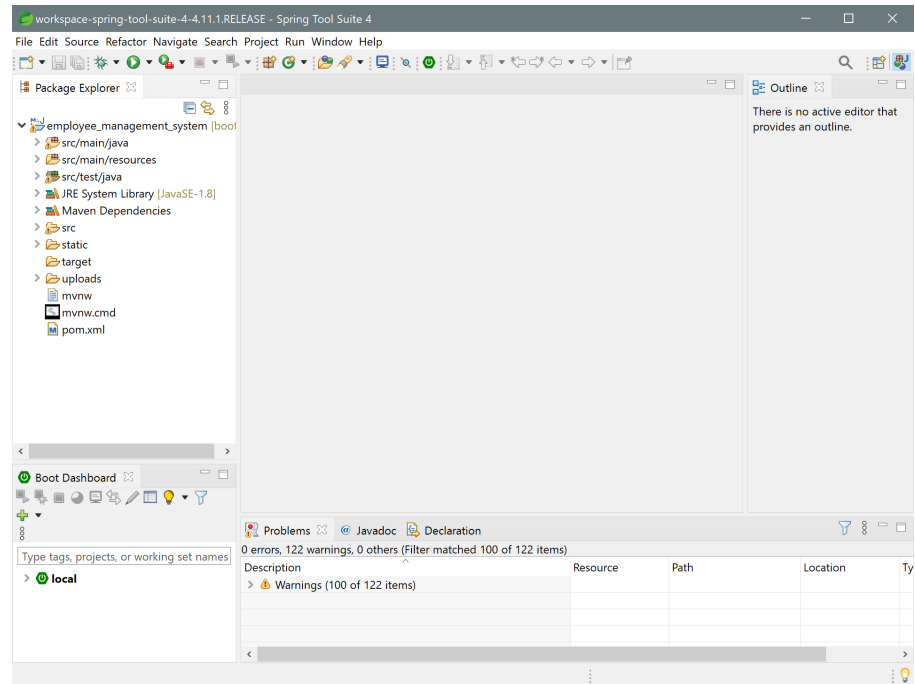 workspace-spring-tool-suite-4-4.11.1.RELEASE - Spring Tool Suite 4
File Edit Source Refactor Navigate Search Project Run Window Help
Package Explorer
employee_management_system [boot
src/main/java
src/main/resources
src/test/java
JRE System Library [JavaSE-1.8]
Maven Dependencies
src
static
target
uploads
mvnw
mvnw.cmd
pom.xml
Outline
There is no active editor that
provides an outline.
Boot Dashboard
Type tags, projects, or working set names
local
Problems @ Javadoc Declaration
0 errors, 122 warnings, 0 others (Filter matched 100 of 122 items)
Description Resource Path Location Ty
Warnings (100 of 122 items)